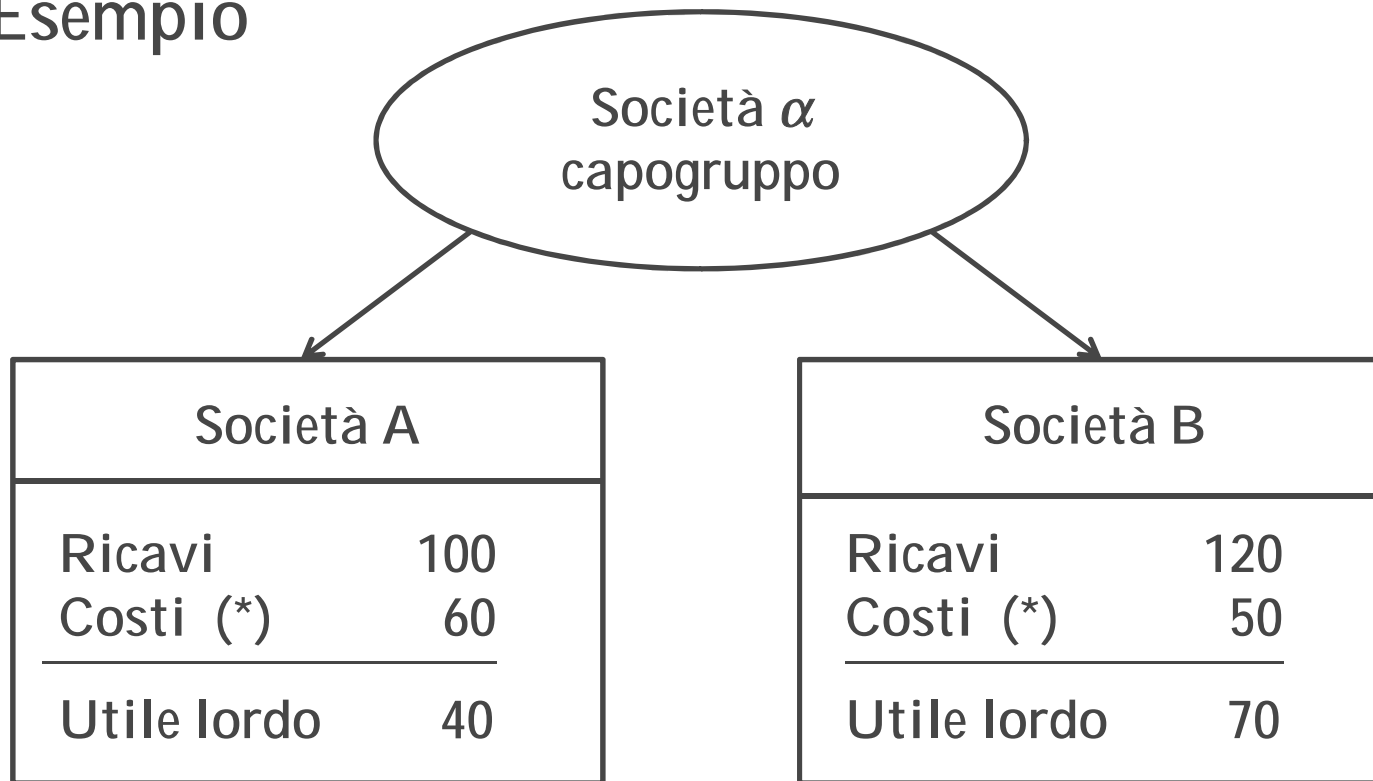 Esempio
Società α
capogruppo
Società A
Ricavi 100
Costi (*) 60
Utile lordo 40
Società B
Ricavi 120
Costi (*) 50
Utile lordo 70